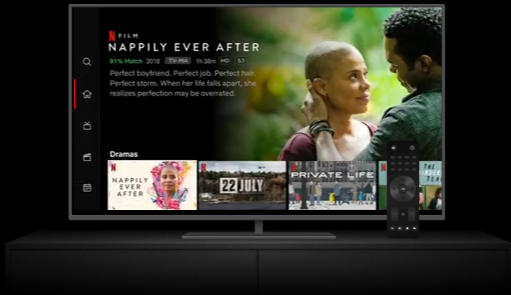 N FILM
NAPPILY EVER AFTER
91% Match 2018 TV-MA 1h 38m HD 5.1
Perfect boyfriend. Perfect job. Perfect hair.
Perfect storm. When her life falls apart, she
realizes perfection may be overrated.
Dramas
N
NAPPILY
EVER
AFTER
N
22 JULY
N
PRIVATE LIFE
N
THE